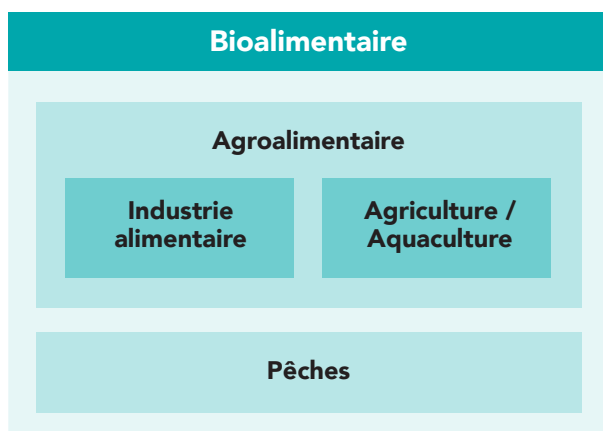 Bioalimentaire
Agroalimentaire
Industrie
alimentaire
Agriculture /
Aquaculture
Pêches